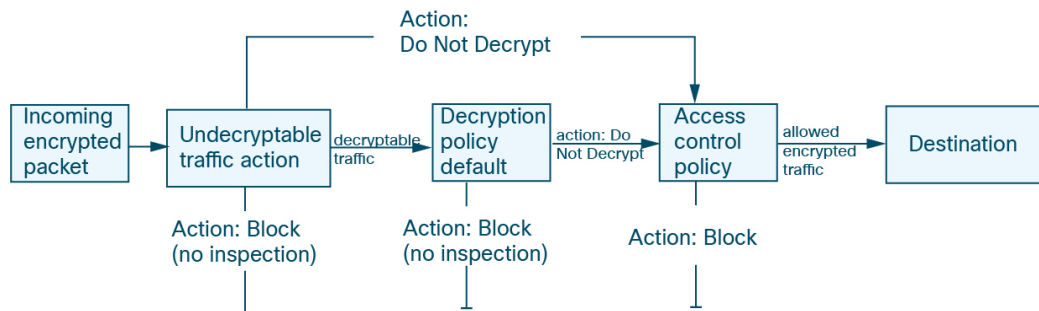 Action:
Do Not Decrypt
Incoming
encrypted
packet
Undecryptable
traffic action
decryptable
traffic
Decryption
policy
default
action: Do
Not Decrypt
Access
control
policy
allowed
encrypted
traffic
Destination
Action: Block
(no inspection)
Action: Block
(no inspection)
Action: Block